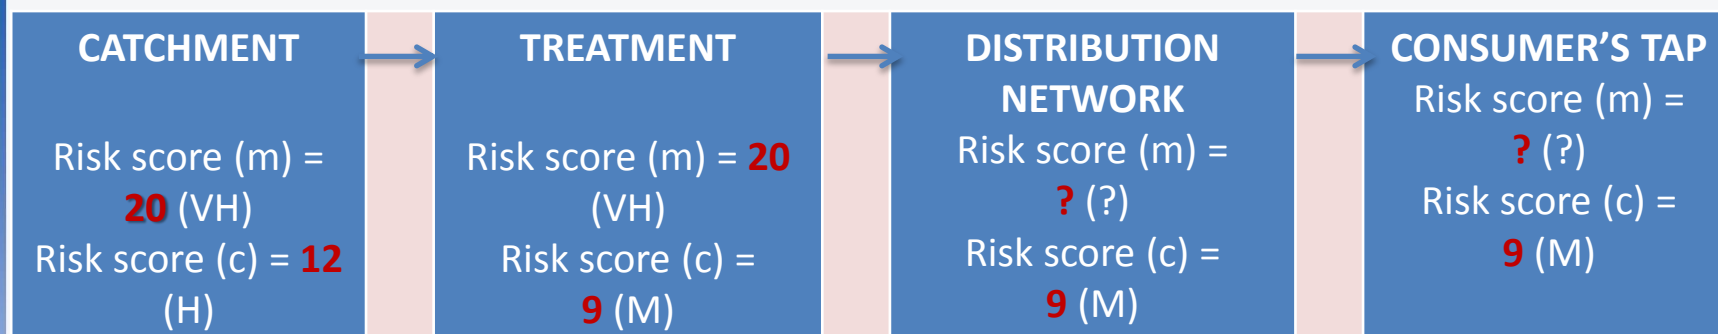 CATCHMENT
Risk score (m) =
20 (VH)
Risk score (c) = 12
(H)
TREATMENT
Risk score (m) = 20
(VH)
Risk score (c) =
9 (M)
DISTRIBUTION
NETWORK
Risk score (m) =
? (?)
Risk score (c) =
9 (M)
CONSUMER’S TAP
Risk score (m) =
? (?)
Risk score (c) =
9 (M)